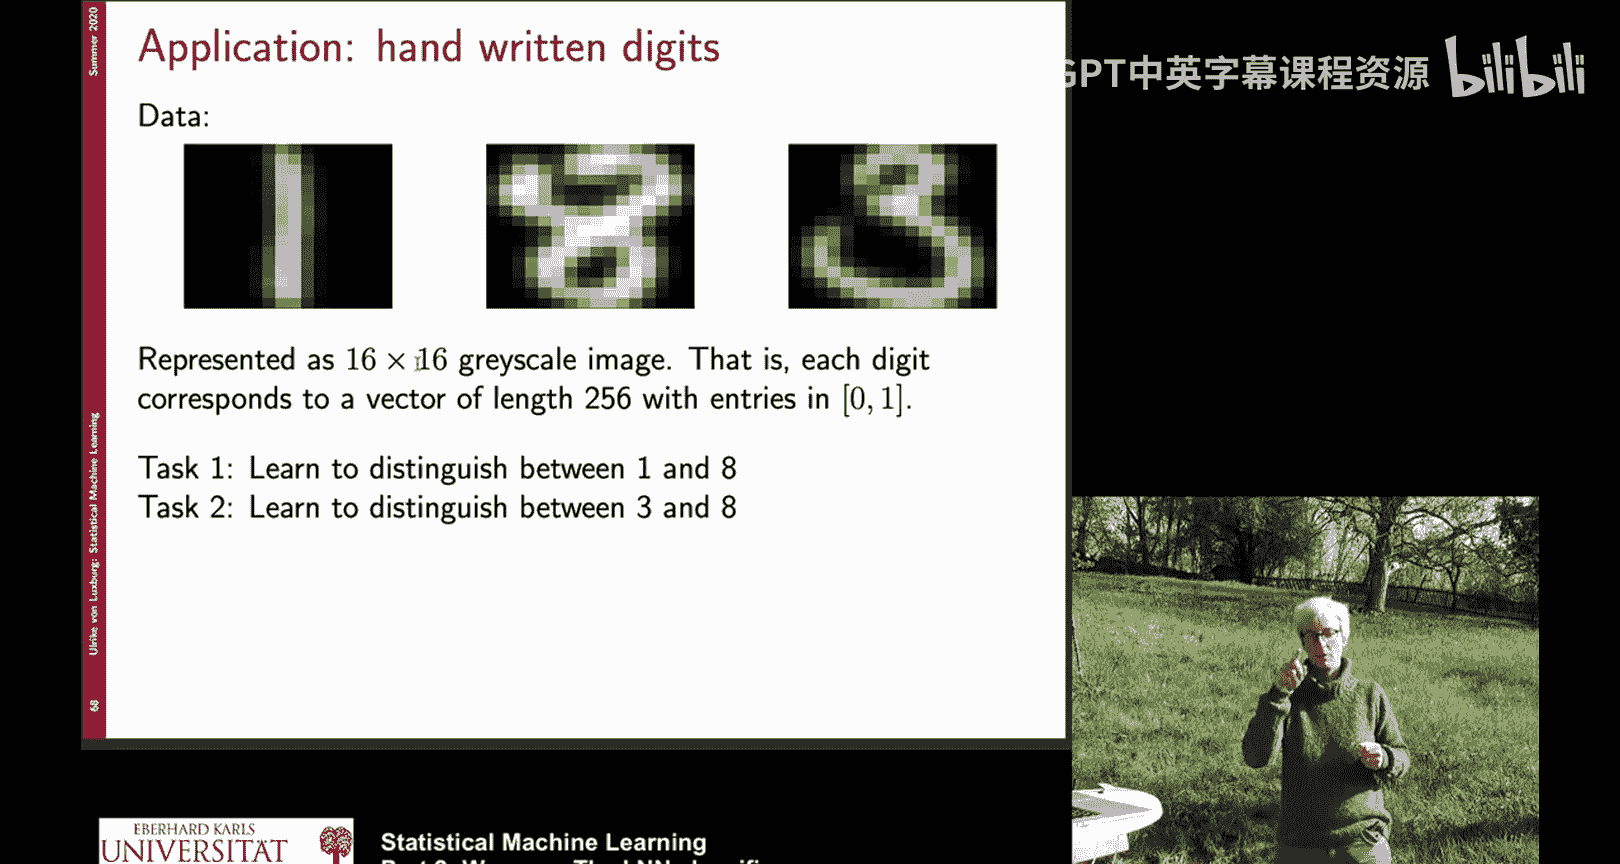 Summer 2020
Application: hand written digits
GPT中英字幕课程资源 bilibili
Data:
Represented as 16 × 16 greyscale image. That is, each digit
corresponds to a vector of length 256 with entries in [0, 1].
Ulrike von Luxburg: Statistical Machine Learning
Task 1: Learn to distinguish between 1 and 8
Task 2: Learn to distinguish between 3 and 8
68
EBERHARD KARLS
UNIVERSITÄT
Statistical Machine Learning